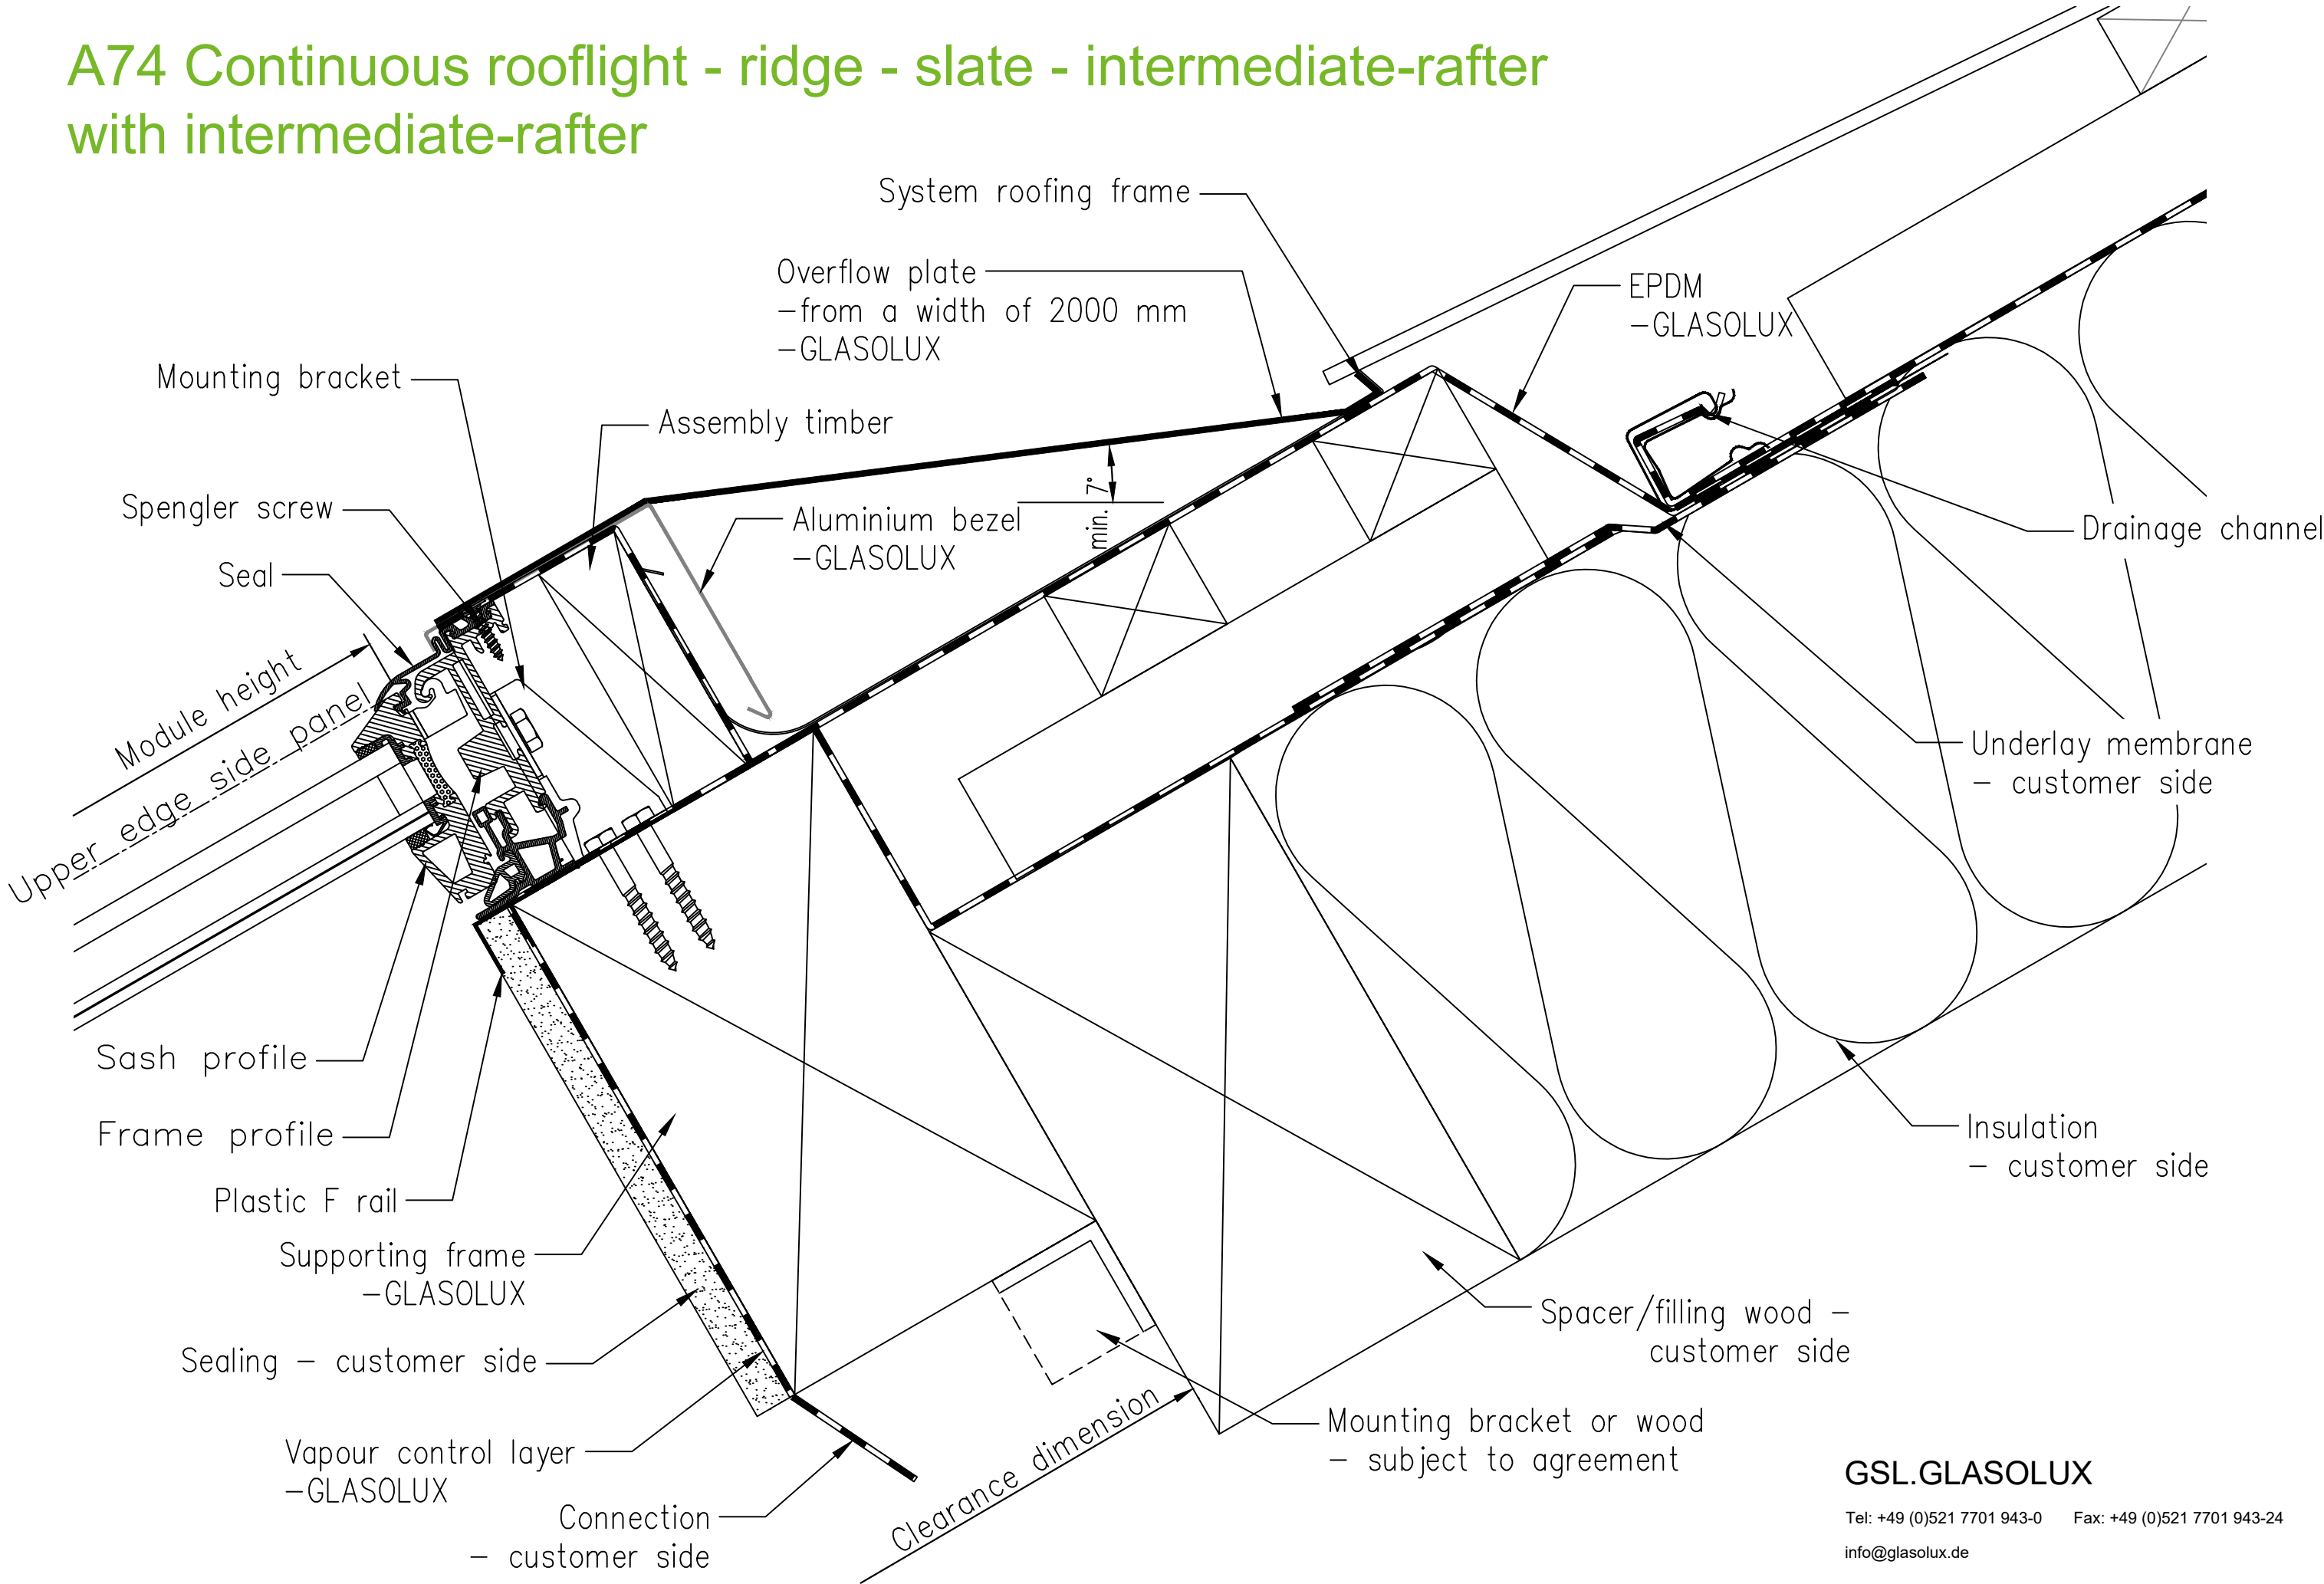 A74 Continuous rooflight - ridge - slate - intermediate-rafter
with intermediate-rafter
System roofing frame
Overflow plate
-from a width of 2000 mm
-GLASOLUX
EPDM
-GLASOLUX
Mounting bracket
Assembly timber
Spengler screw
Aluminium bezel
-GLASOLUX
min. 7°
Drainage channel
Seal
Module height
Upper edge side panel
Underlay membrane
- customer side
Sash profile
Frame profile
Plastic F rail
Supporting frame
-GLASOLUX
Sealing - customer side
Vapour control layer
-GLASOLUX
Connection
- customer side
Clearance dimension
Insulation
- customer side
Spacer/filling wood -
customer side
Mounting bracket or wood
- subject to agreement
GSL.GLASOLUX
Tel: +49 (0)521 7701 943-0 Fax: +49 (0)521 7701 943-24
info@glasolux.de